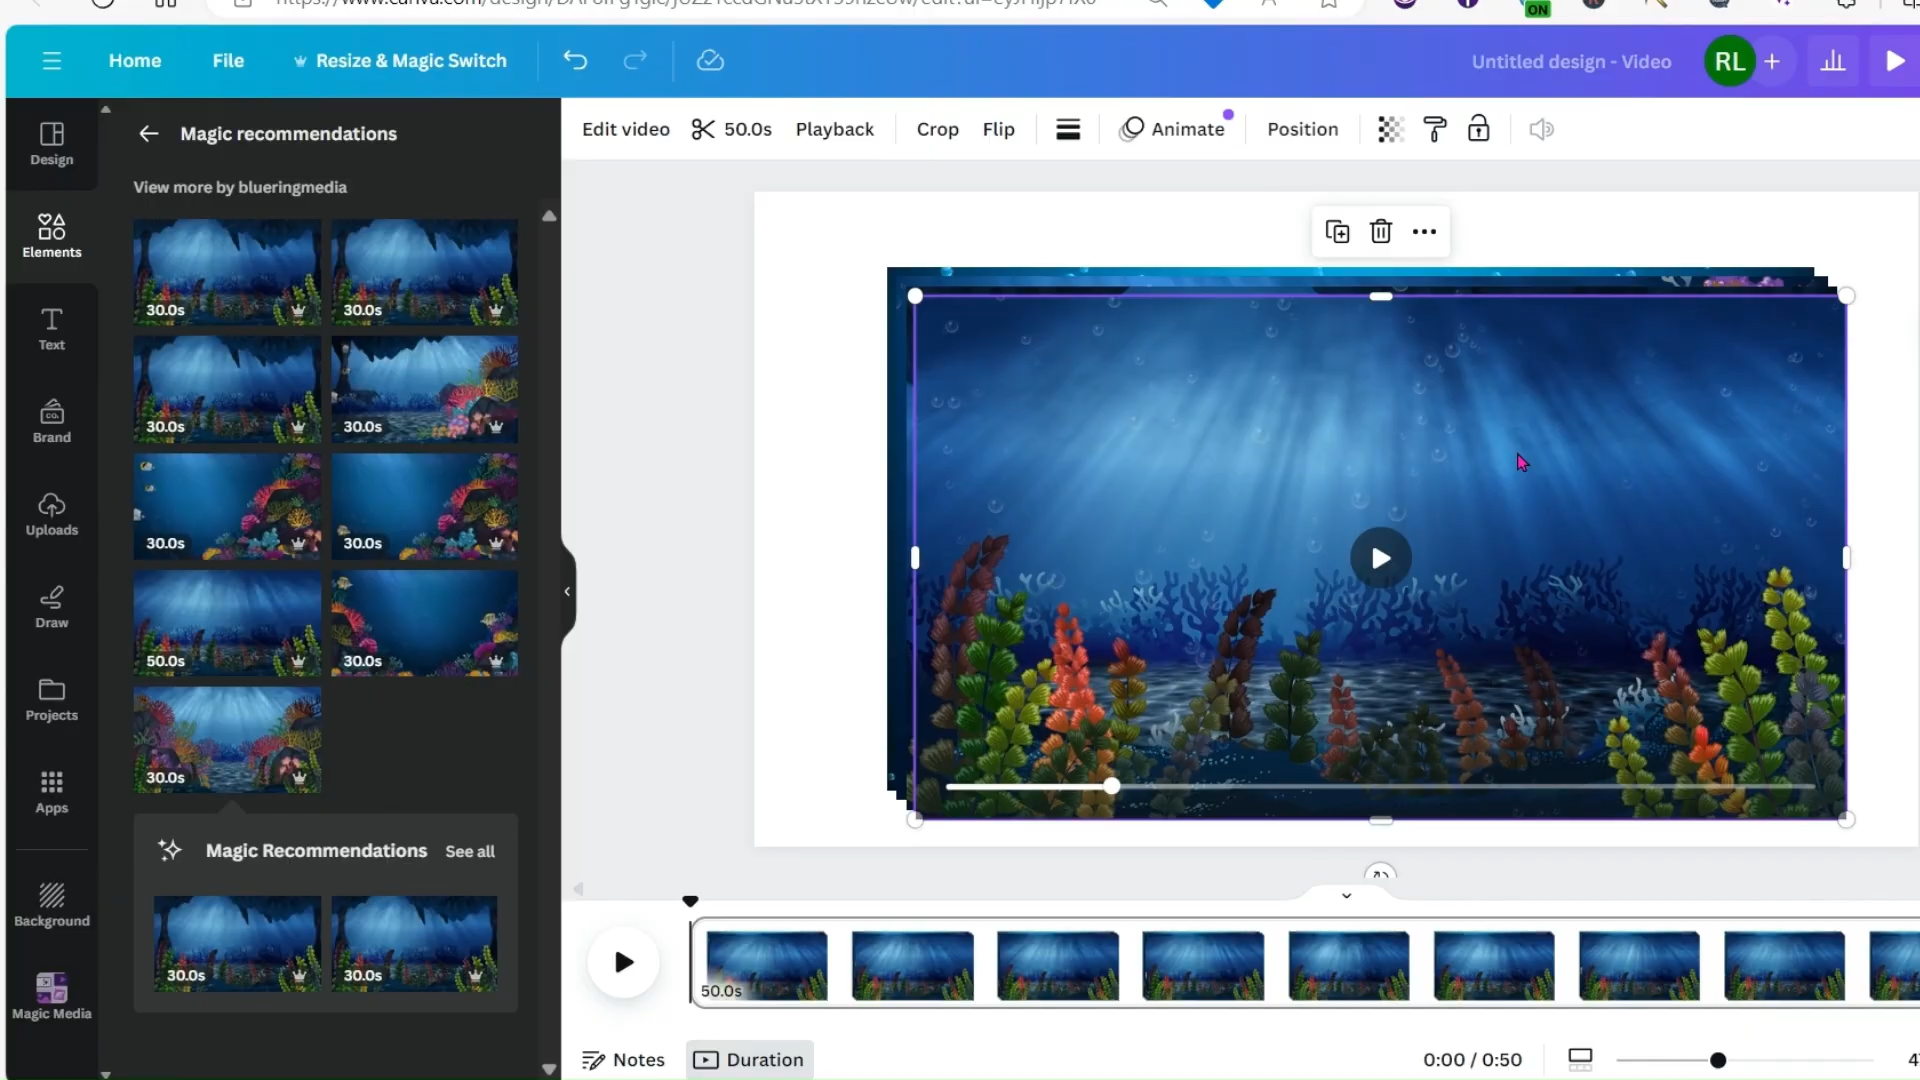 ON
Home
File
Resize & Magic Switch
Untitled design - Video
RL
Design
Elements
Text
Brand
CO.
Uploads
Draw
Projects
Apps
Background
Magic Media
Magic recommendations
View more by blueringmedia
30.0s
30.0s
30.0s
30.0s
30.0s
30.0s
50.0s
30.0s
30.0s
Magic Recommendations
See all
30.0s
30.0s
Edit video
50.0s
Playback
Crop
Flip
Animate
Position
50.0s
Notes
Duration
0:00 / 0:50